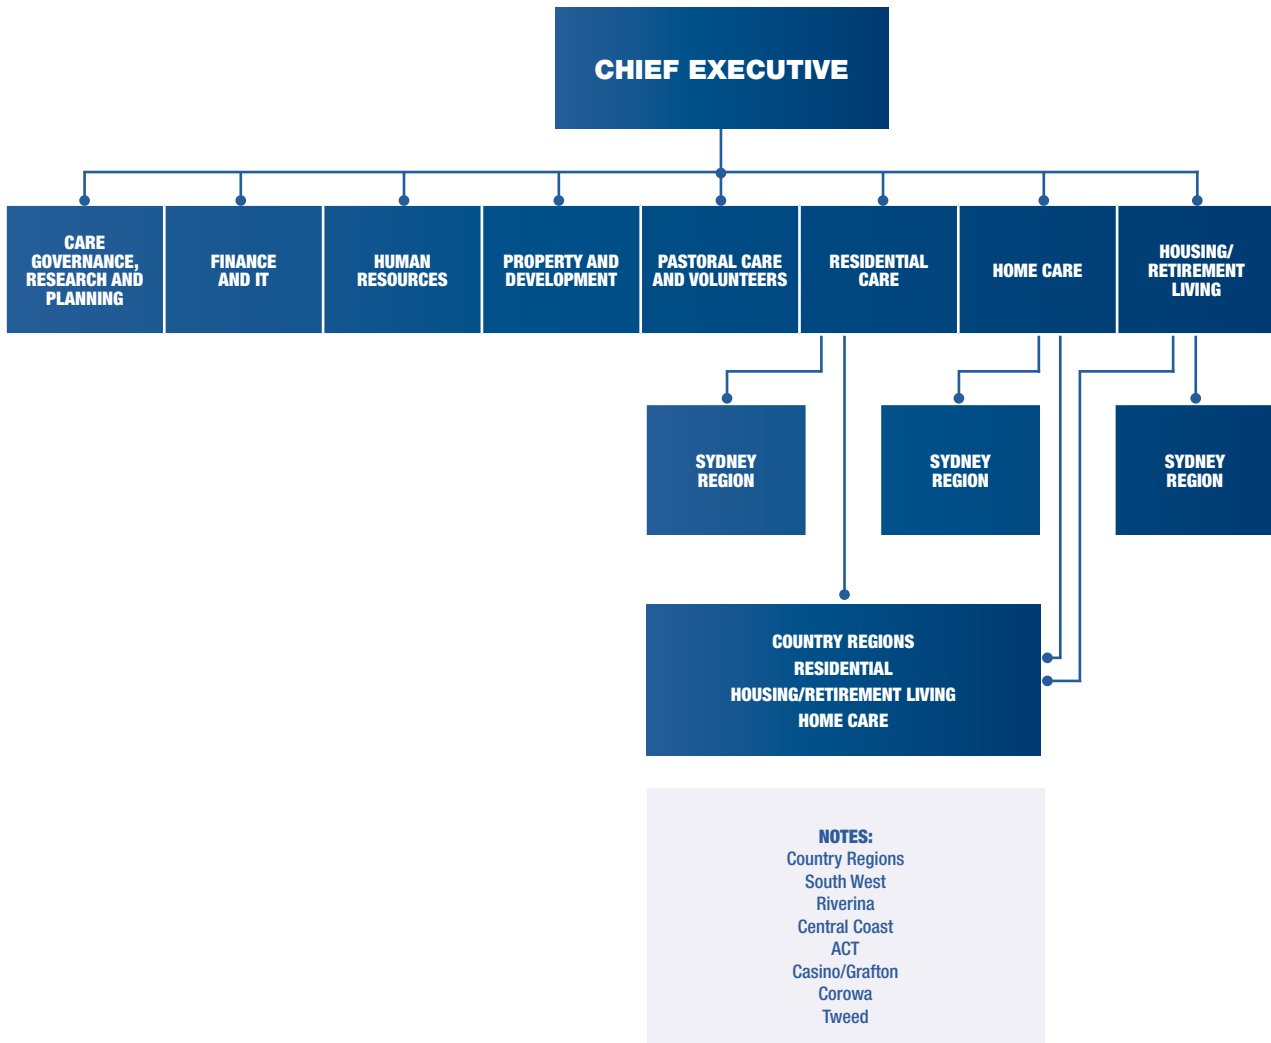 CHIEF EXECUTIVE
CARE
GOVERNANCE,
RESEARCH AND
PLANNING
FINANCE
AND IT
HUMAN
RESOURCES
PROPERTY AND
DEVELOPMENT
PASTORAL CARE
AND VOLUNTEERS
RESIDENTIAL
CARE
HOME CARE
HOUSING/
RETIREMENT
LIVING
SYDNEY
REGION
SYDNEY
REGION
SYDNEY
REGION
COUNTRY REGIONS
RESIDENTIAL
HOUSING/RETIREMENT LIVING
HOME CARE
NOTES:
Country Regions
South West
Riverina
Central Coast
ACT
Casino/Grafton
Corowa
Tweed